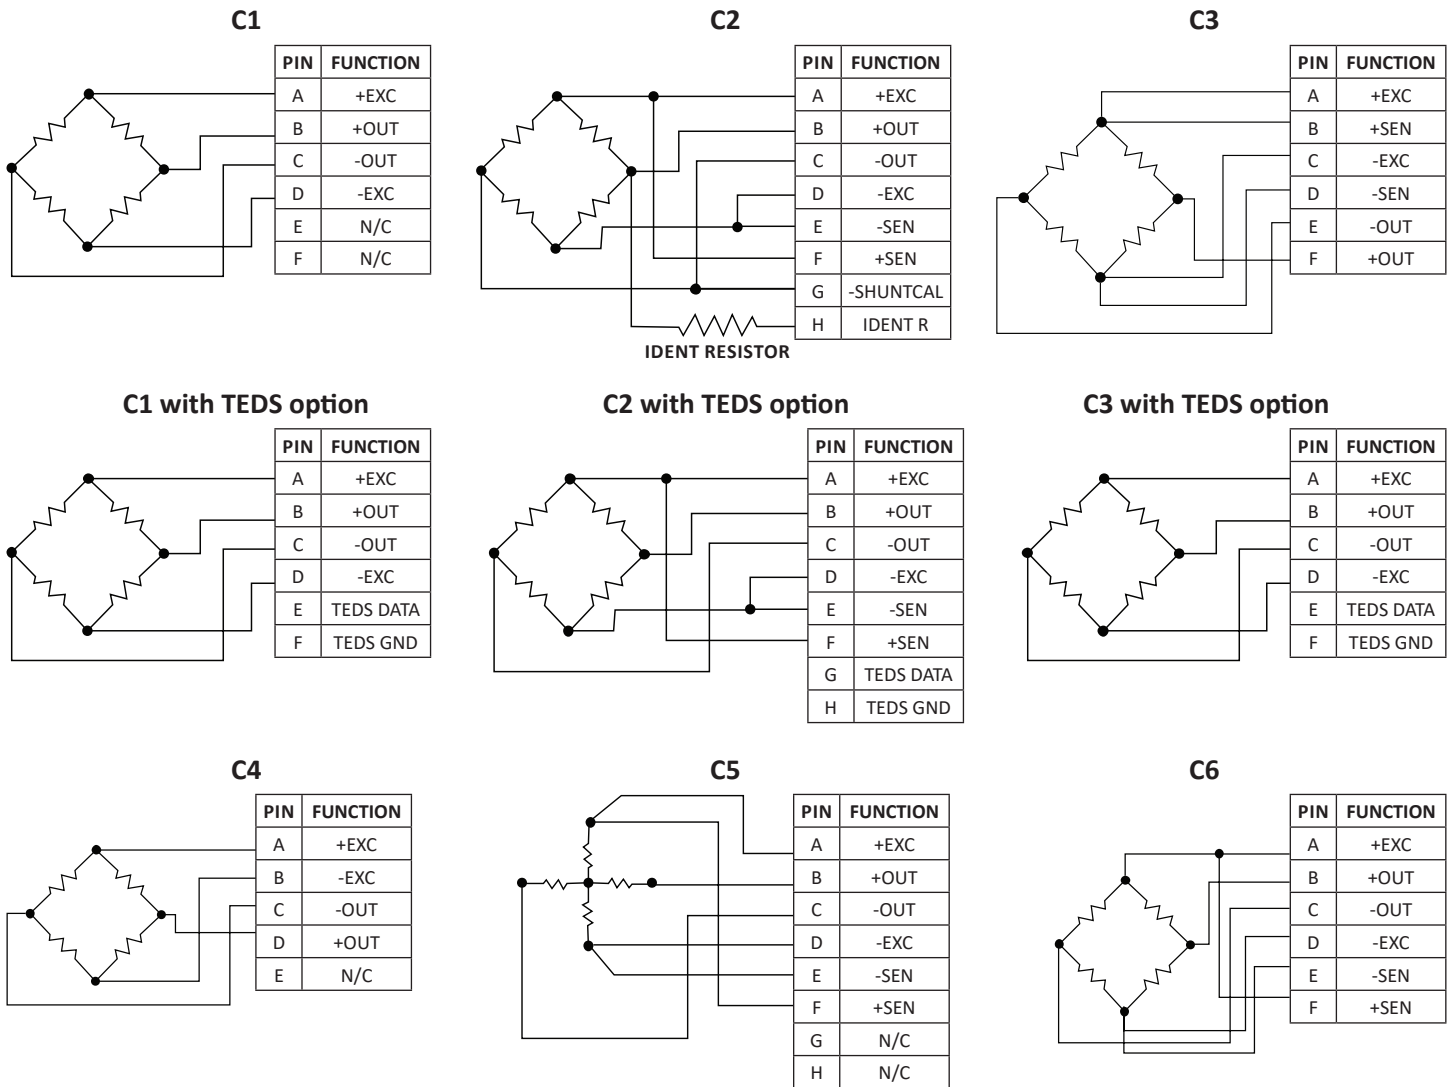 C1
PIN FUNCTION
A +EXC
B +OUT
C -OUT
D -EXC
E N/C
F N/C
C2
PIN FUNCTION
A +EXC
B +OUT
C -OUT
D -EXC
E -SEN
F +SEN
G -SHUNTCAL
H IDENT R
IDENT RESISTOR
C3
PIN FUNCTION
A +EXC
B +SEN
C -EXC
D -SEN
E -OUT
F +OUT
C1 with TEDS option
PIN FUNCTION
A +EXC
B +OUT
C -OUT
D -EXC
E TEDS DATA
F TEDS GND
C2 with TEDS option
PIN FUNCTION
A +EXC
B +OUT
C -OUT
D -EXC
E -SEN
F +SEN
G TEDS DATA
H TEDS GND
C3 with TEDS option
PIN FUNCTION
A +EXC
B +OUT
C -OUT
D -EXC
E TEDS DATA
F TEDS GND
C4
PIN FUNCTION
A +EXC
B -EXC
C -OUT
D +OUT
E N/C
C5
PIN FUNCTION
A +EXC
B +OUT
C -OUT
D -EXC
E -SEN
F +SEN
G N/C
H N/C
C6
PIN FUNCTION
A +EXC
B +OUT
C -OUT
D -EXC
E -SEN
F +SEN